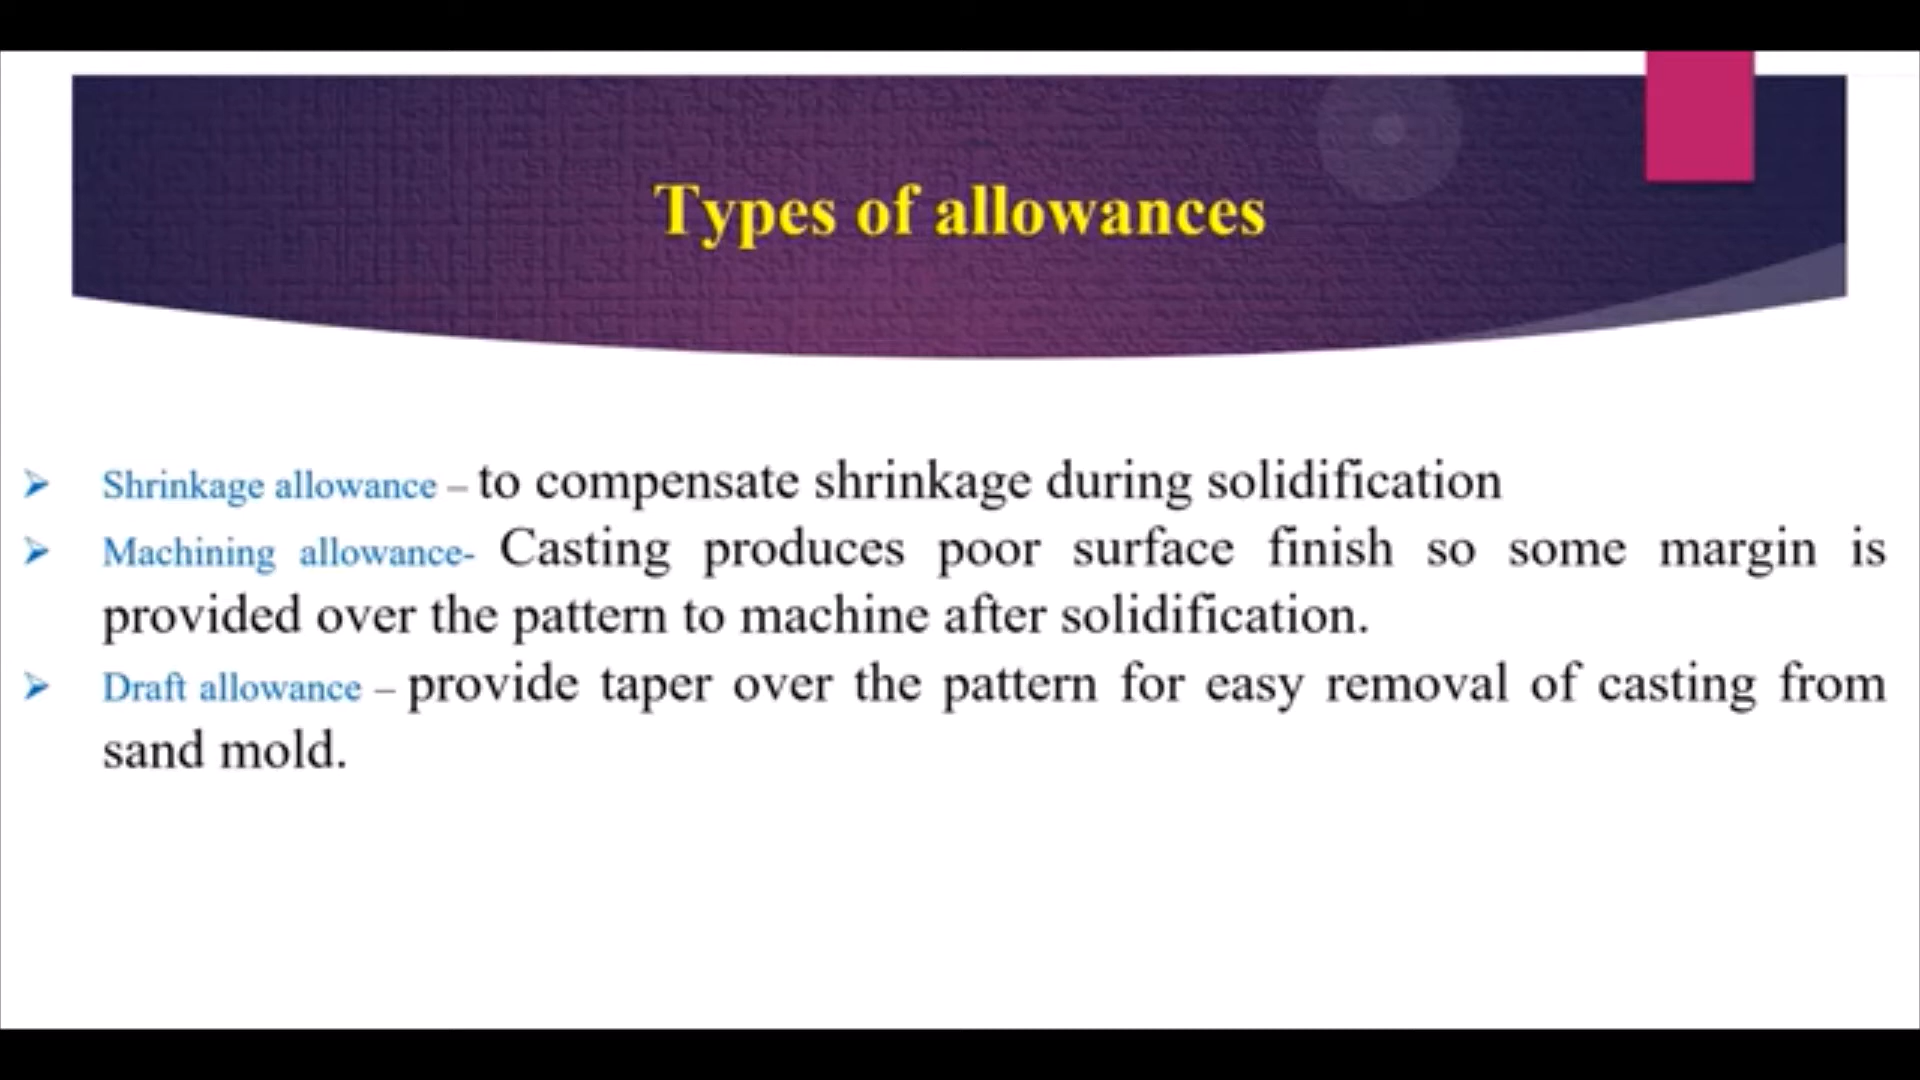 Types of allowances
Shrinkage allowance – to compensate shrinkage during solidification
Machining allowance- Casting produces poor surface finish so some margin is
provided over the pattern to machine after solidification.
Draft allowance – provide taper over the pattern for easy removal of casting from
sand mold.